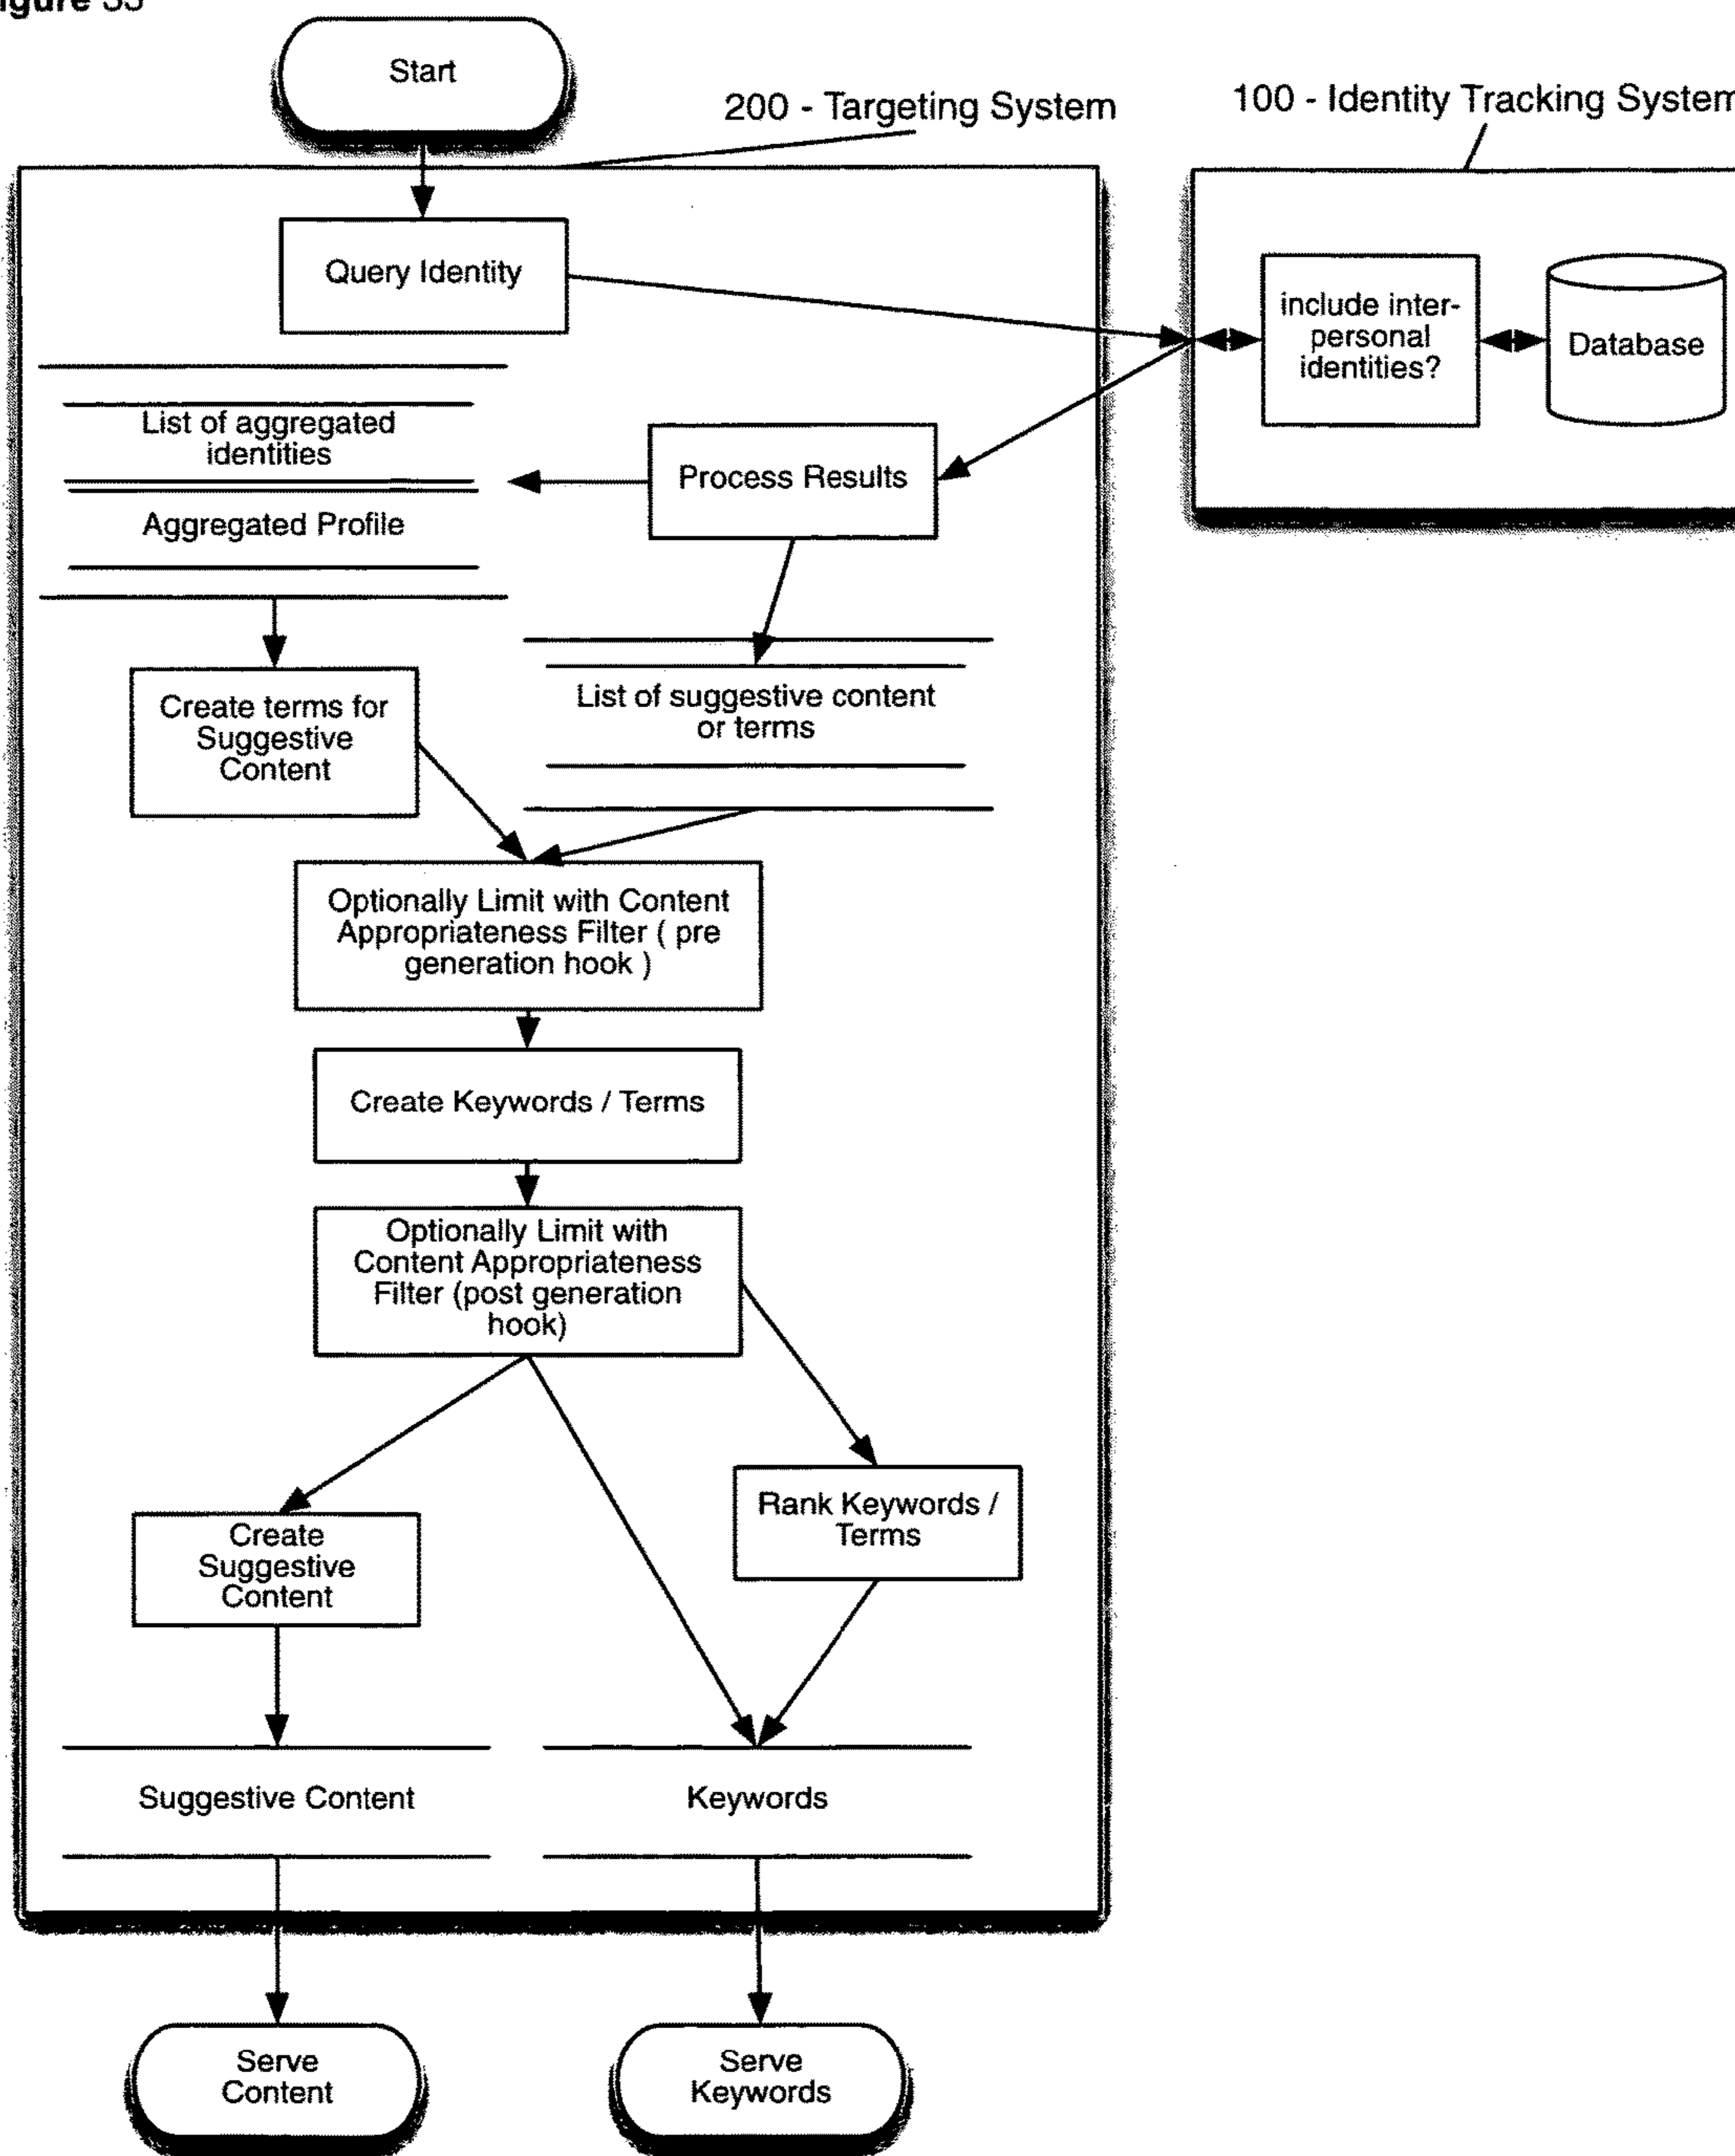 Start
200 - Targeting System
100 - Identity Tracking System
Query Identity
include inter-
personal
identities?
Database
List of aggregated
identities
Process Results
Aggregated Profile
Create terms for
Suggestive
Content
List of suggestive content
or terms
Optionally Limit with Content
Appropriateness Filter ( pre
generation hook )
Create Keywords / Terms
Optionally Limit with
Content Appropriateness
Filter (post generation
hook)
Rank Keywords /
Terms
Create
Suggestive
Content
Suggestive Content
Keywords
Serve
Content
Serve
Keywords